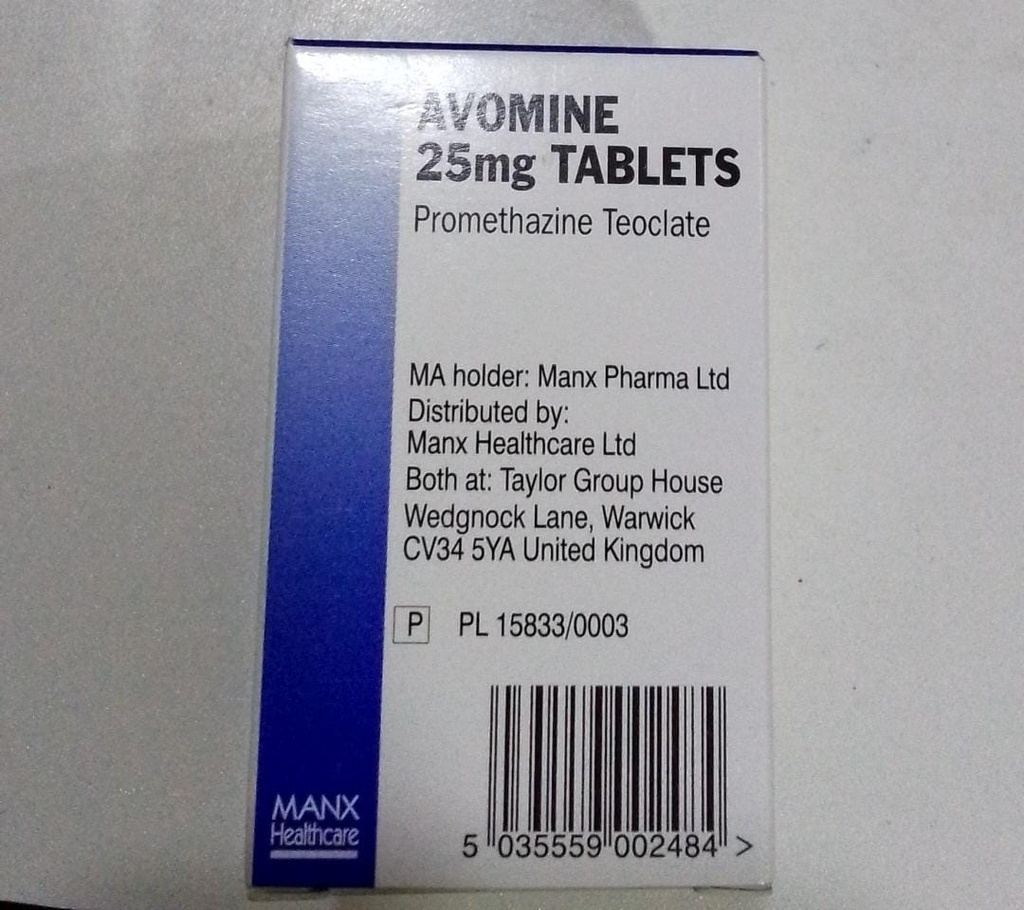 AVOMINE
25mg TABLETS
Promethazine Teoclate
MA holder: Manx Pharma Ltd
Distributed by:
Manx Healthcare Ltd
Both at: Taylor Group House
Wedgnock Lane, Warwick
CV34 5YA United Kingdom
P PL 15833/0003
MANX
Healthcare
5 035559 002484 >